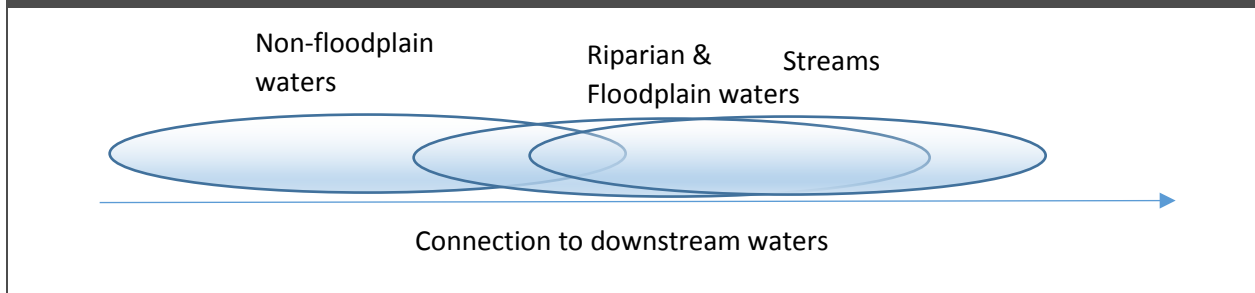 Non-floodplain
waters
Riparian &
Floodplain waters
Streams
Connection to downstream waters